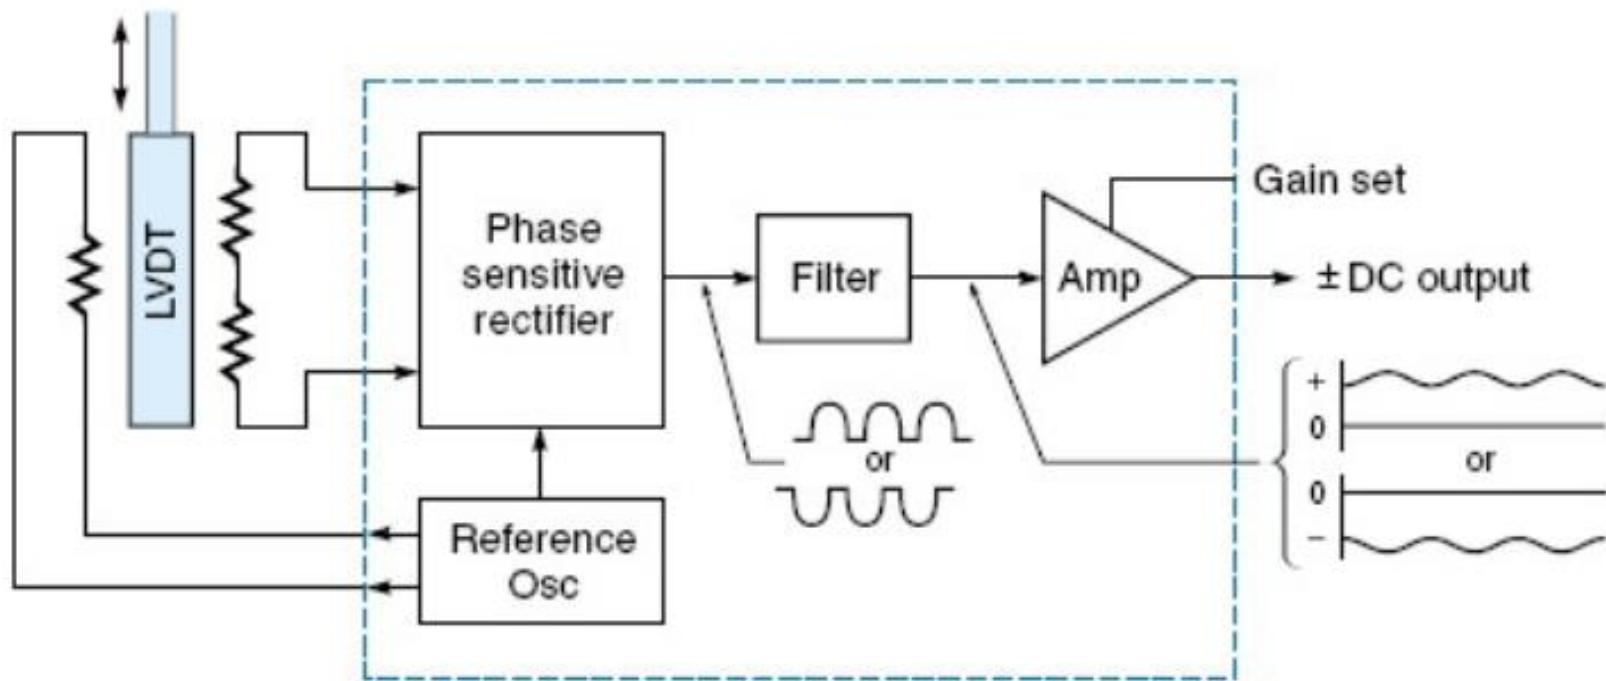 LVDT
Phase
sensitive
rectifier
Filter
Amp
Gain set
± DC output
or
+
0
or
0
−
Reference
Osc